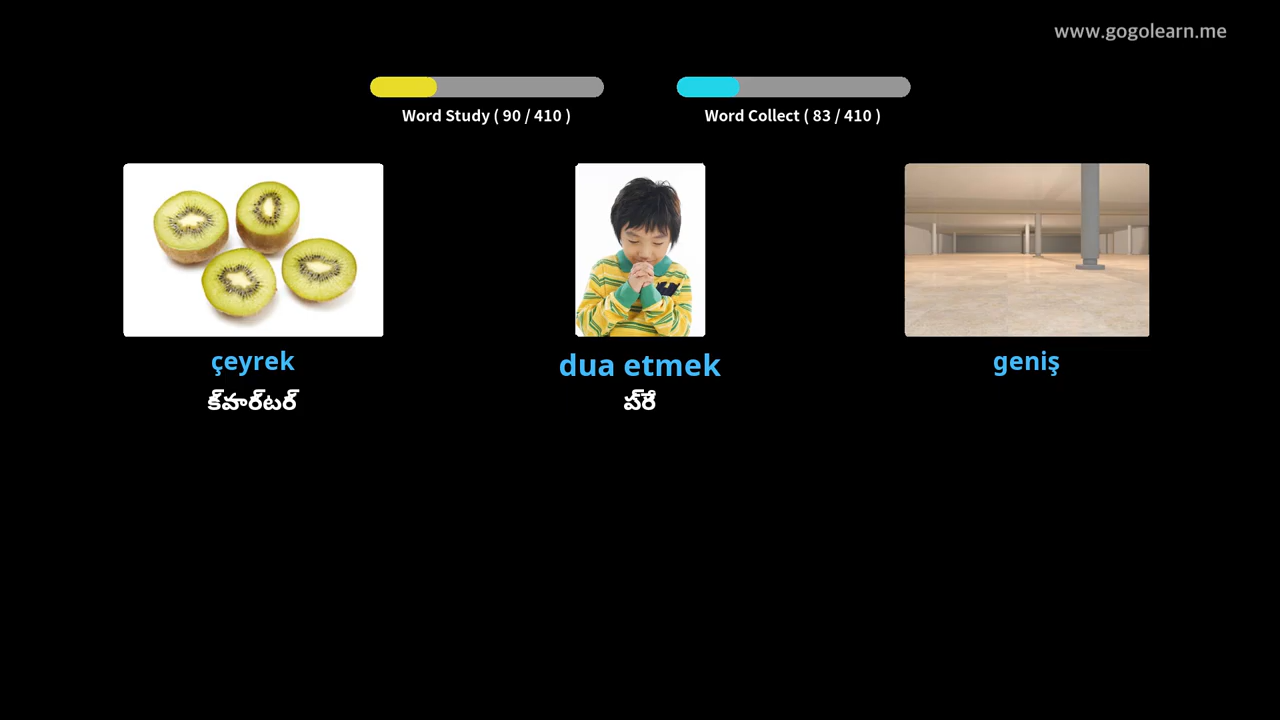 www.gogolearn.me
Word Study ( 90 / 410 )
Word Collect ( 83 / 410 )
çeyrek
dua etmek
geniş
క్‌వార్‌టర్
ప్‌రే